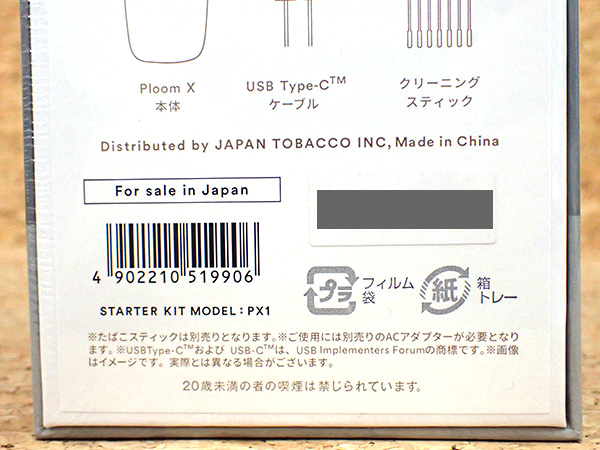 Ploom X
本体
USB Type-C™
ケーブル
クリーニング
スティック
Distributed by JAPAN TOBACCO INC, Made in China
For sale in Japan
4 902210 519906
プラ
フィルム
袋
紙
箱
トレー
STARTER KIT MODEL : PX1
※たばこスティックは別売りとなります。※ご使用には別売りのACアダプターが必要となり
ます。※USBType-C™および USB-C™は、USB Implementers Forumの商標です。※画像
はイメージです。実際とは異なる場合がございます。
20歳未満の者の喫煙は禁じられています。